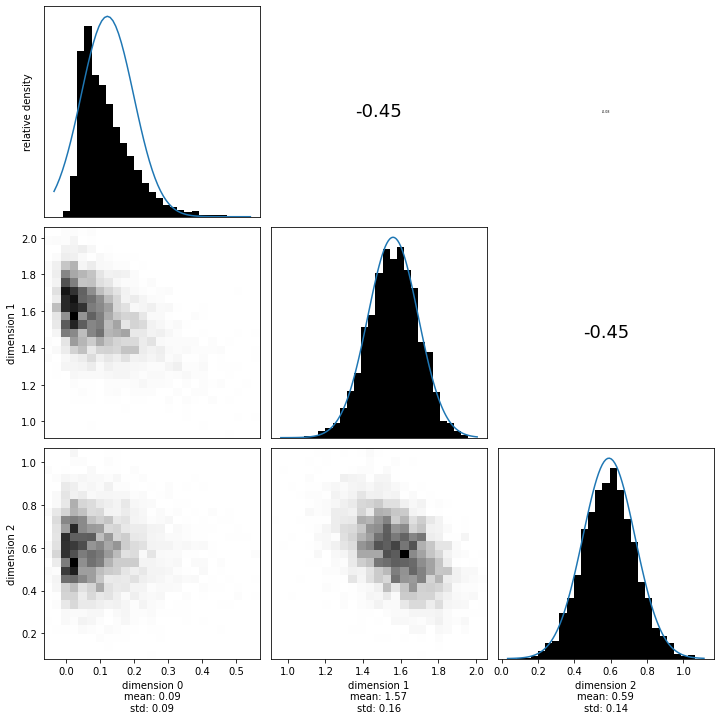 relative density
-0.45
2.0
1.8
1.6
1.4
1.2
1.0
dimension 1
-0.45
1.0
0.8
0.6
0.4
0.2
dimension 2
0.0 0.1 0.2 0.3 0.4 0.5
dimension 0
mean: 0.09
std: 0.09
1.0 1.2 1.4 1.6 1.8 2.0
dimension 1
mean: 1.57
std: 0.16
0.0 0.2 0.4 0.6 0.8 1.0
dimension 2
mean: 0.59
std: 0.14